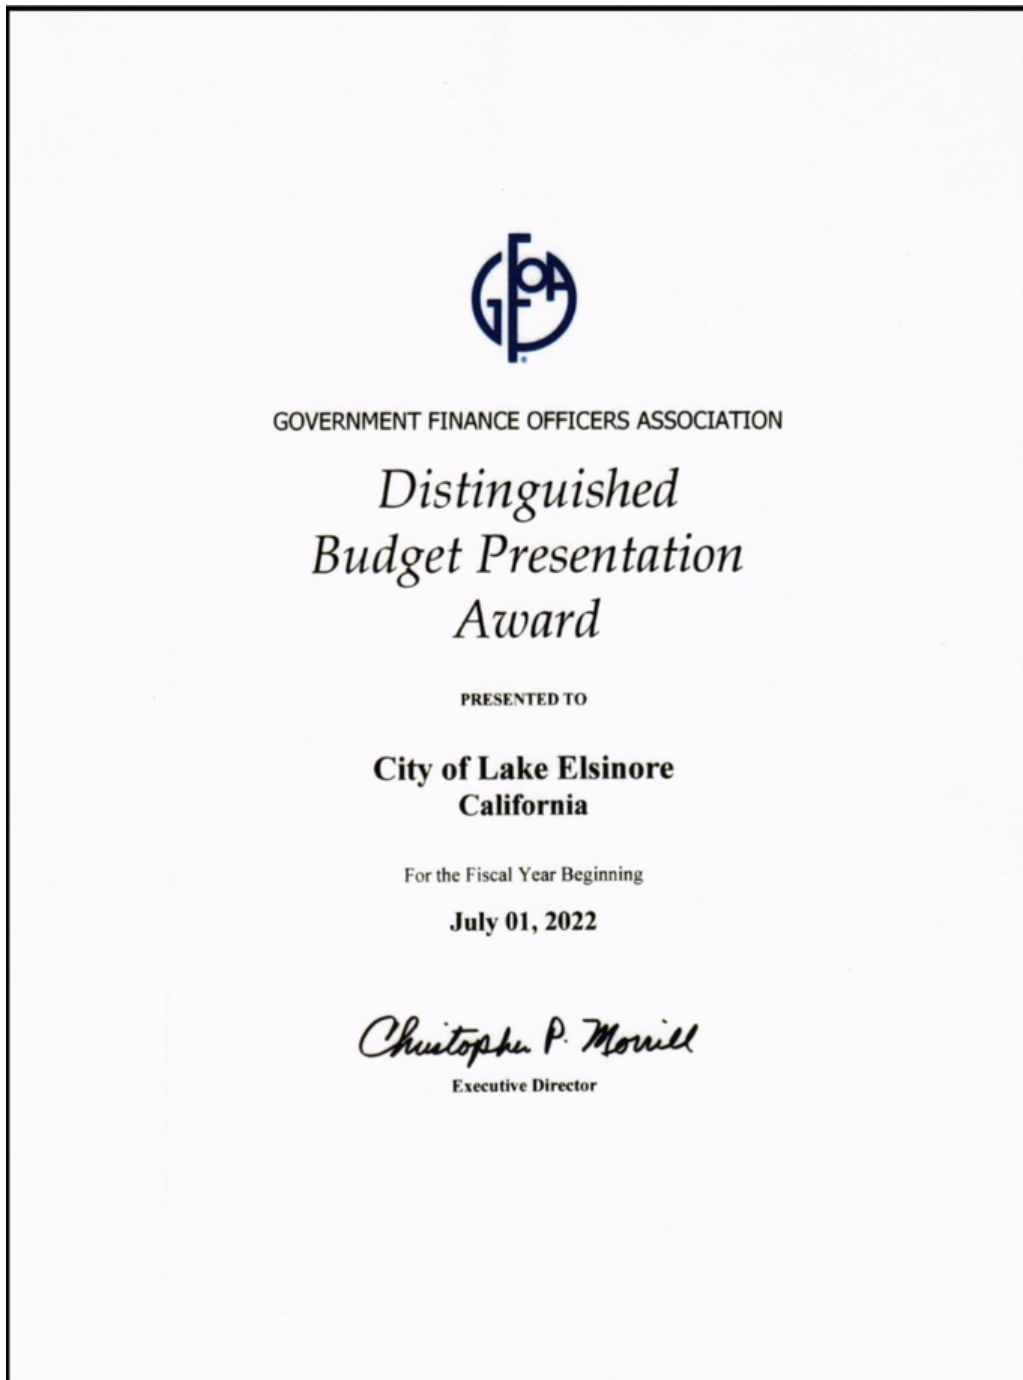 GFOA
GOVERNMENT FINANCE OFFICERS ASSOCIATION
Distinguished
Budget Presentation
Award
PRESENTED TO
City of Lake Elsinore
California
For the Fiscal Year Beginning
July 01, 2022
Christopher P. Morrill
Executive Director